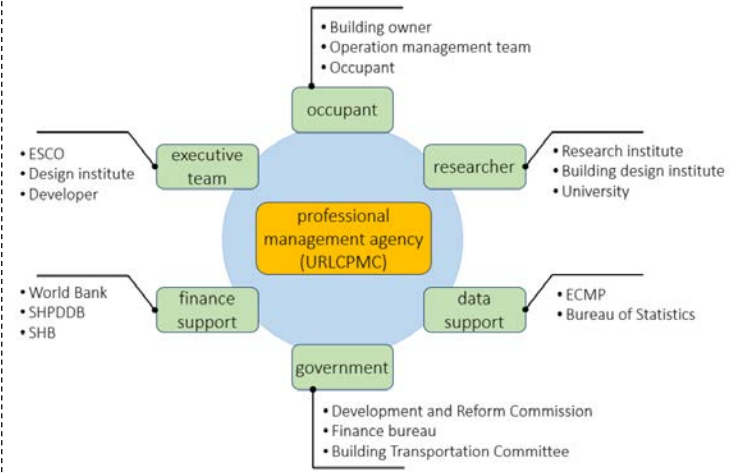 • Building owner
• Operation management team
• Occupant
occupant
• ESCO
• Design institute
• Developer
executive
team
researcher
• Research institute
• Building design institute
• University
professional
management agency
(URLCPMC)
• World Bank
• SHPDDB
• SHB
finance
support
data
support
• ECMP
• Bureau of Statistics
government
• Development and Reform Commission
• Finance bureau
• Building Transportation Committee